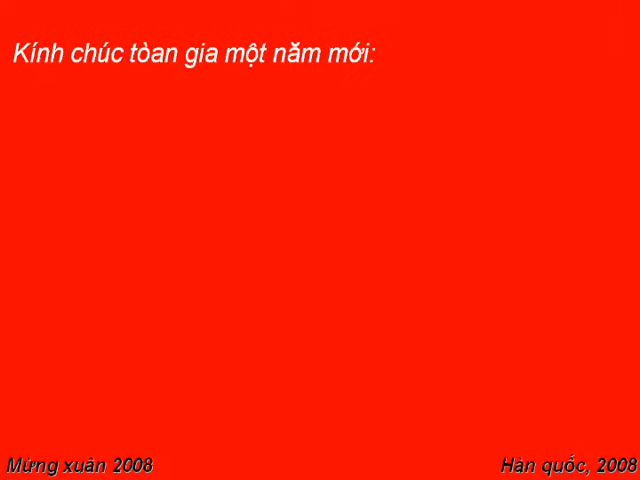 Kính chúc tòan gia một năm mới:
Mừng xuân 2008
Hàn quốc, 2008